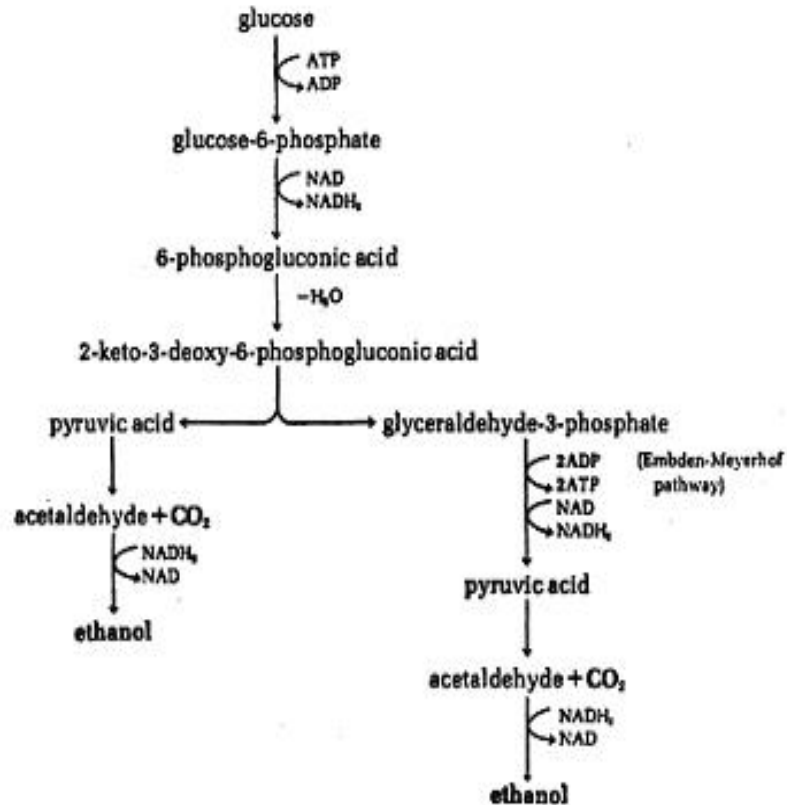 glucose
ATP
ADP
glucose-6-phosphate
NAD
NADH₂
6-phosphogluconic acid
−H₂O
2-keto-3-deoxy-6-phosphogluconic acid
pyruvic acid
glyceraldehyde-3-phosphate
2ADP (Embden-Meyerhof
2ATP pathway)
NAD
NADH₂
acetaldehyde+CO₂
NADH₂
NAD
ethanol
pyruvic acid
acetaldehyde+CO₂
NADH₂
NAD
ethanol